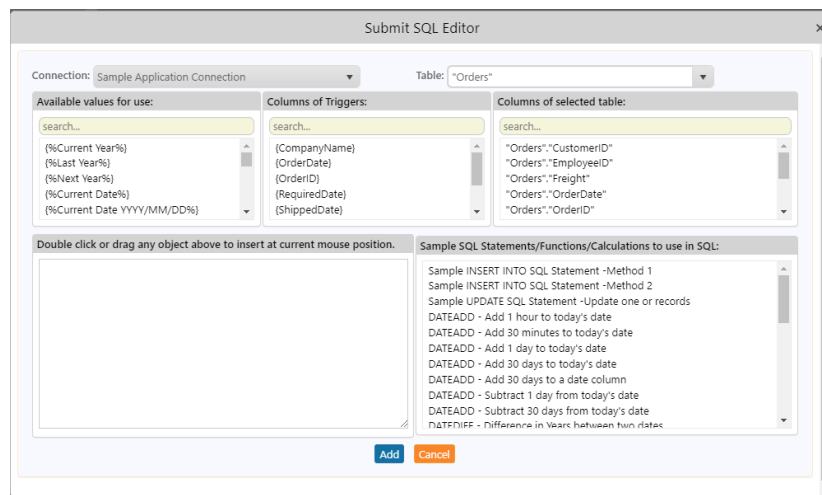 Submit SQL Editor
×
Connection: Sample Application Connection
Table: "Orders"
Available values for use:
search...
{%Current Year%}
{%Last Year%}
{%Next Year%}
{%Current Date%}
{%Current Date YYYY/MM/DD%}
Columns of Triggers:
search...
{CompanyName}
{OrderDate}
{OrderID}
{RequiredDate}
{ShippedDate}
Columns of selected table:
search...
"Orders"."CustomerID"
"Orders"."EmployeeID"
"Orders"."Freight"
"Orders"."OrderDate"
"Orders"."OrderID"
Double click or drag any object above to insert at current mouse position.
Sample SQL Statements/Functions/Calculations to use in SQL:
Sample INSERT INTO SQL Statement -Method 1
Sample INSERT INTO SQL Statement -Method 2
Sample UPDATE SQL Statement -Update one or records
DATEADD - Add 1 hour to today's date
DATEADD - Add 30 minutes to today's date
DATEADD - Add 1 day to today's date
DATEADD - Add 30 days to today's date
DATEADD - Add 30 days to a date column
DATEADD - Subtract 1 day from today's date
DATEADD - Subtract 30 days from today's date
DATEDIFF - Difference in Years between two dates
Add
Cancel